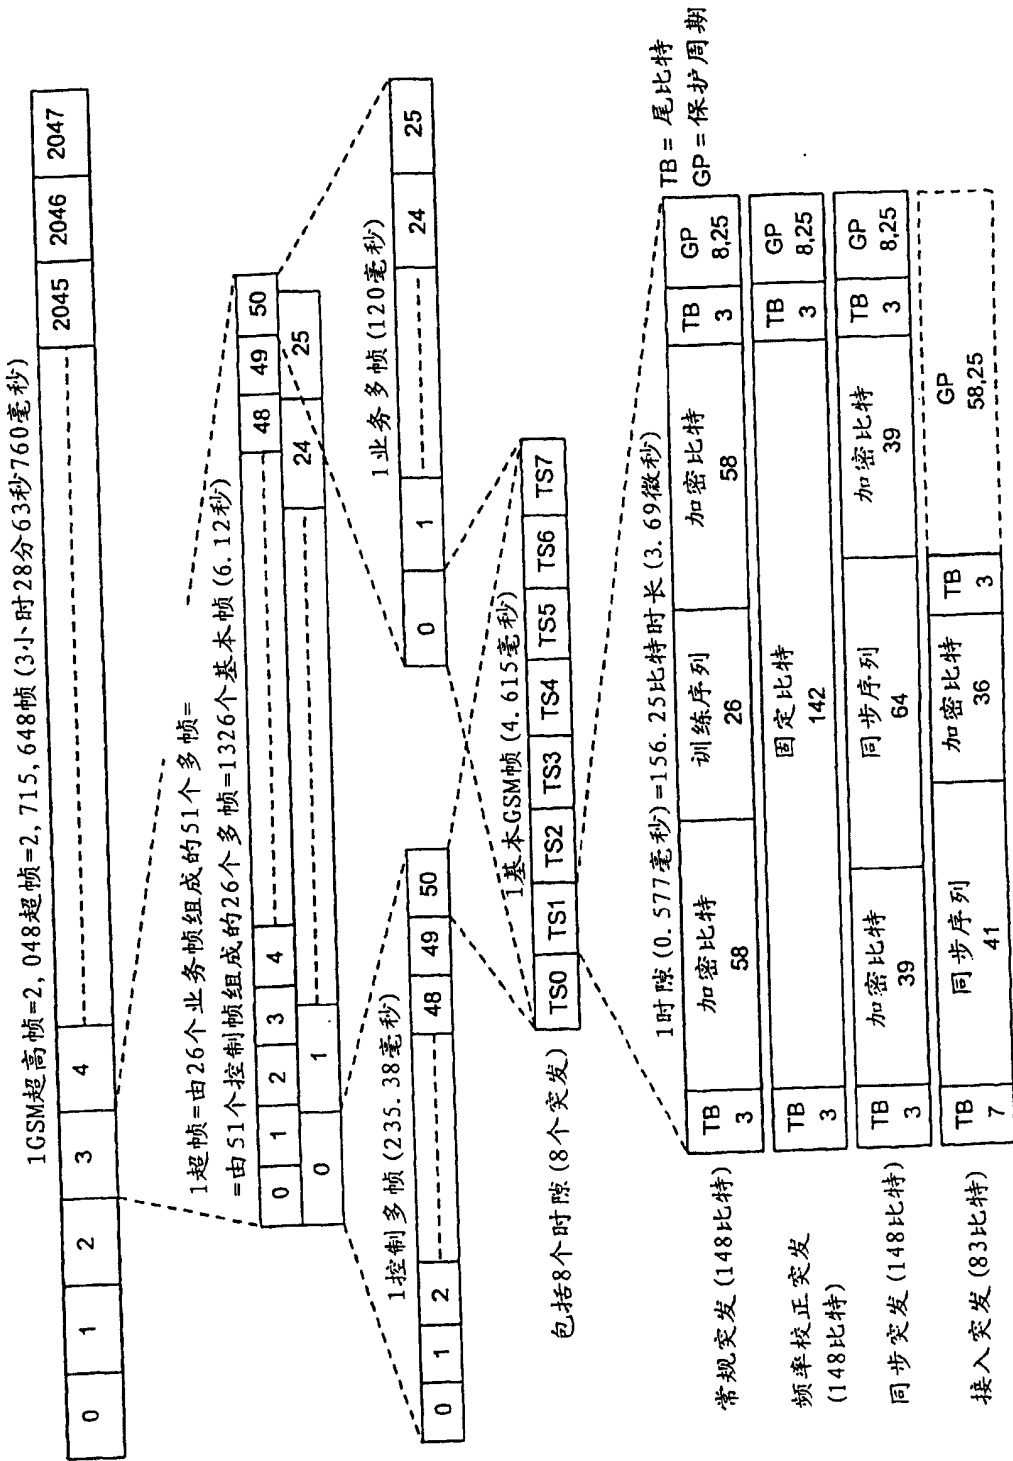 1GSM超高帧=2,048超帧=2,715,648帧(3小时28分63秒760毫秒)
0 1 2 3 4 2045 2046 2047
1超帧=由26个业务帧组成的51个多帧=
=由51个控制帧组成的26个多帧=1326个基本帧(6.12秒)
0 1 2 3 4 48 49 50
0 1 24 25
1控制多帧(235.38毫秒)
0 1 2 48 49 50
1业务多帧(120毫秒)
0 1 24 25
1基本GSM帧(4.615毫秒)
包括8个时隙(8个突发)
TS0 TS1 TS2 TS3 TS4 TS5 TS6 TS7
1时隙(0.577毫秒)=156.25比特时长(3.69微秒)
TB = 尾比特
GP = 保护周期
常规突发(148比特)
TB 3
加密比特 58
训练序列 26
加密比特 58
TB 3
GP 8,25
频率校正突发
(148比特)
TB 3
固定比特 142
TB 3
GP 8,25
同步突发(148比特)
TB 3
加密比特 39
同步序列 64
加密比特 39
TB 3
GP 8,25
接入突发(83比特)
TB 7
同步序列 41
加密比特 36
TB 3
GP 58,25